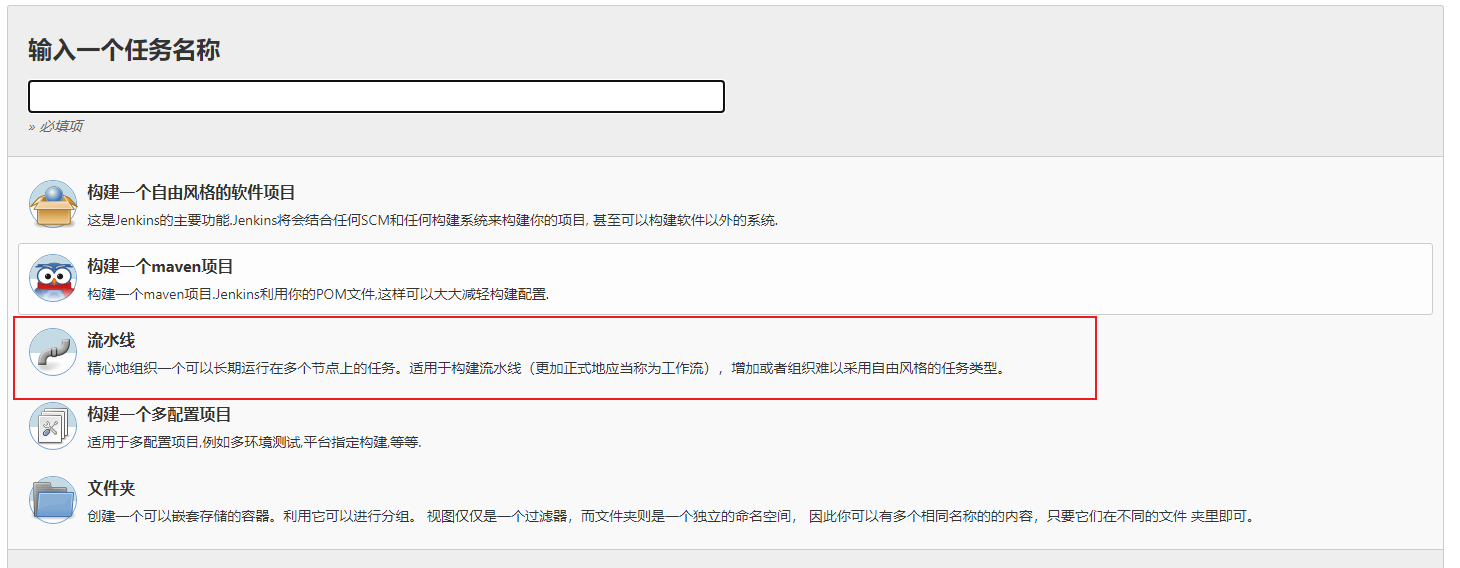 输入一个任务名称
» 必填项
构建一个自由风格的软件项目
这是Jenkins的主要功能.Jenkins将会结合任何SCM和任何构建系统来构建你的项目, 甚至可以构建软件以外的系统.
构建一个maven项目
构建一个maven项目.Jenkins利用你的POM文件,这样可以大大减轻构建配置.
流水线
精心地组织一个可以长期运行在多个节点上的任务。适用于构建流水线（更加正式地应当称为工作流），增加或者组织难以采用自由风格的任务类型。
构建一个多配置项目
适用于多配置项目,例如多环境测试,平台指定构建,等等.
文件夹
创建一个可以嵌套存储的容器。利用它可以进行分组。 视图仅仅是一个过滤器，而文件夹则是一个独立的命名空间， 因此你可以有多个相同名称的的内容，只要它们在不同的文件 夹里即可。